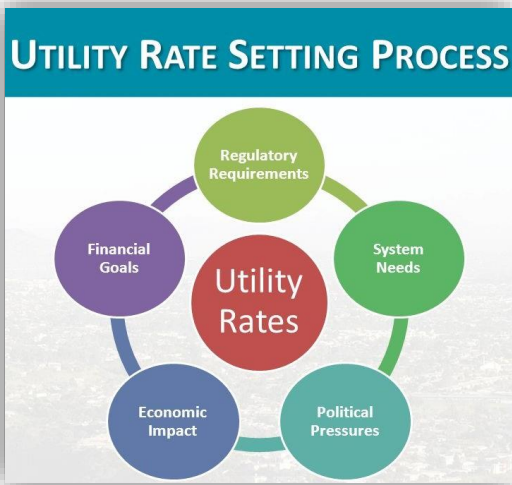 UTILITY RATE SETTING PROCESS
Regulatory
Requirements
System
Needs
Political
Pressures
Economic
Impact
Financial
Goals
Utility
Rates